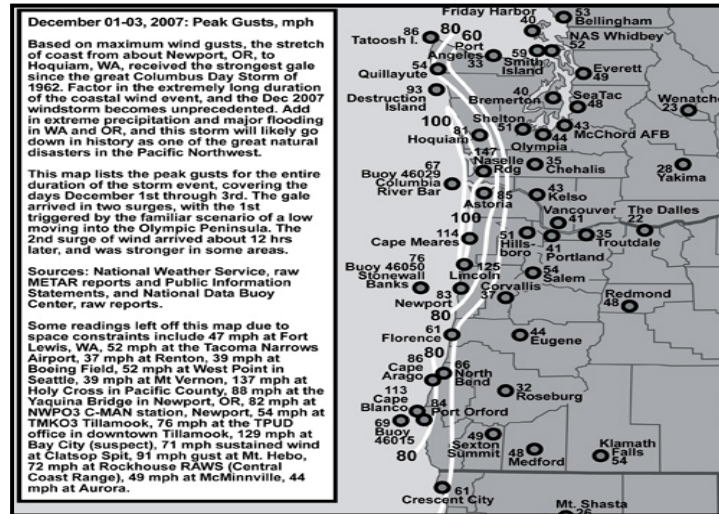 December 01-03, 2007: Peak Gusts, mph
Based on maximum wind gusts, the stretch
of coast from about Newport, OR, to
Hoquiam, WA, received the strongest gale
since the great Columbus Day Storm of
1962. Factor in the extremely long duration
of the coastal wind event, and the Dec 2007
windstorm becomes unprecedented. Add
in extreme precipitation and major flooding
in WA and OR, and this storm will likely go
down in history as one of the great natural
disasters in the Pacific Northwest.
This map lists the peak gusts for the entire
duration of the storm event, covering the
days December 1st through 3rd. The gale
arrived in two surges, with the 1st
triggered by the familiar scenario of a low
moving into the Olympic Peninsula. The
2nd surge of wind arrived about 12 hrs
later, and was stronger in some areas.
Sources: National Weather Service, raw
METAR reports and Public Information
Statements, and National Data Buoy
Center, raw reports.
Some readings left off this map due to
space constraints include 47 mph at Fort
Lewis, WA, 52 mph at the Tacoma Narrows
Airport, 37 mph at Renton, 39 mph at
Boeing Field, 52 mph at West Point in
Seattle, 39 mph at Mt Vernon, 137 mph at
Holy Cross in Pacific County, 88 mph at the
Yaquina Bridge in Newport, OR, 82 mph at
NWPO3 C-MAN station, Newport, 54 mph at
TMKO3 Tillamook, 76 mph at the TPUD
office in downtown Tillamook, 129 mph at
Bay City (suspect), 71 mph sustained wind
at Clatsop Spit, 91 mph gust at Mt. Hebo,
72 mph at Rockhouse RAWS (Central
Coast Range), 49 mph at McMinnville, 44
mph at Aurora.
Friday Harbor
40
53
Bellingham
86
Tatoosh I.
80
60
Port
Angeles
33
NAS Whidbey
52
59
Smith
Island
54
Quillayute
Everett
49
93
Destruction
Island
40
Bremerton
SeaTac
48
Wenatche
23
100
Shelton
51
43
McChord AFB
81
Hoquiam
44
Olympia
147
Naselle
Rdg
35
Chehalis
28
Yakima
67
Buoy 46029
Columbia
River Bar
85
Astoria
43
Kelso
100
Vancouver
41
The Dalles
22
114
Cape Meares
51
Hills-
boro
41
Portland
35
Troutdale
76
Buoy 46050
Stonewall
Banks
125
Lincoln
54
Salem
83
Newport
Corvallis
37
Redmond
48
80
61
Florence
44
Eugene
80
86
Cape
Arago
66
North
Bend
32
Roseburg
113
Cape
Blanco
84
Port Orford
69
Buoy
46015
80
49
Sexton
Summit
48
Medford
Klamath
Falls
54
61
Crescent City
Mt. Shasta
26